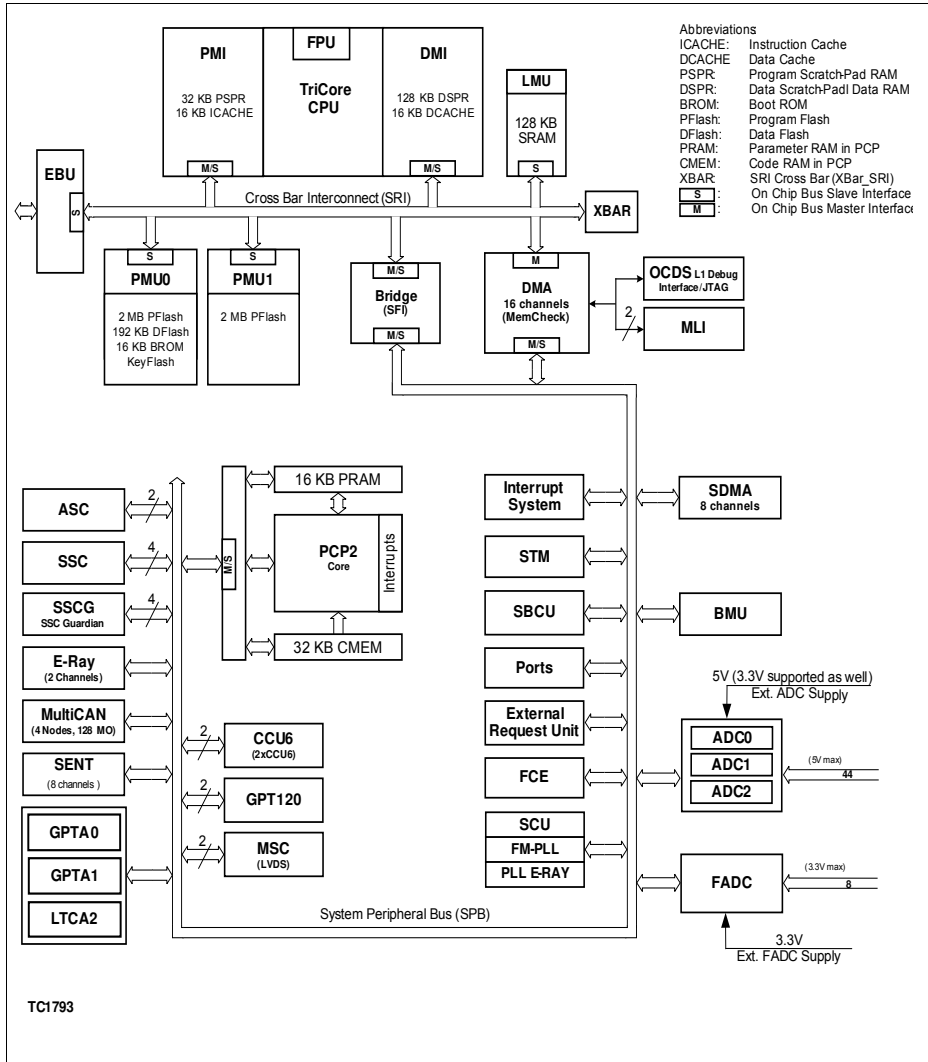 PMI
32 KB PSPR
16 KB ICACHE
M/S
FPU
TriCore
CPU
DMI
128 KB DSPR
16 KB DCACHE
M/S
LMU
128 KB
SRAM
S
Abbreviations:
ICACHE: Instruction Cache
DCACHE Data Cache
PSPR: Program Scratch-Pad RAM
DSPR: Data Scratch-Padl Data RAM
BROM: Boot ROM
PFlash: Program Flash
DFlash: Data Flash
PRAM: Parameter RAM in PCP
CMEM: Code RAM in PCP
XBAR: SRI Cross Bar (XBar_SRI)
S : On Chip Bus Slave Interface
M : On Chip Bus Master Interface
EBU
S
Cross Bar Interconnect (SRI)
XBAR
S
PMU0
2 MB PFlash
192 KB DFlash
16 KB BROM
KeyFlash
S
PMU1
2 MB PFlash
M/S
Bridge
(SFI)
M/S
M
DMA
16 channels
(MemCheck)
M/S
OCDS L1 Debug
Interface/JTAG
2
MLI
ASC
2
SSC
4
SSCG
SSC Guardian
4
E-Ray
(2 Channels)
MultiCAN
(4 Nodes, 128 MO)
SENT
(8 channels )
GPTA0
GPTA1
LTCA2
M/S
16 KB PRAM
PCP2
Core
Interrupts
32 KB CMEM
2
CCU6
(2xCCU6)
2
GPT120
2
MSC
(LVDS)
Interrupt
System
STM
SBCU
Ports
External
Request Unit
FCE
SCU
FM-PLL
PLL E-RAY
SDMA
8 channels
BMU
5V (3.3V supported as well)
Ext. ADC Supply
ADC0
ADC1
ADC2
(5V max)
44
FADC
(3.3V max)
8
3.3V
Ext. FADC Supply
System Peripheral Bus (SPB)
TC1793